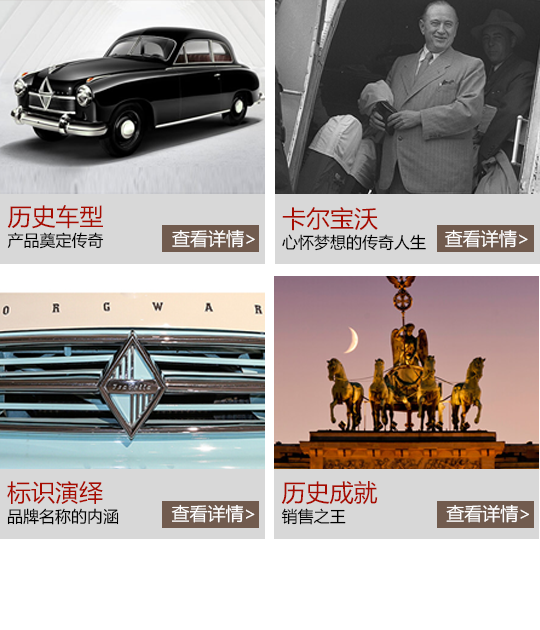 历史车型
产品奠定传奇
查看详情>
卡尔宝沃
心怀梦想的传奇人生
查看详情>
O R G W A R
Isabella
标识演绎
品牌名称的内涵
查看详情>
历史成就
销售之王
查看详情>